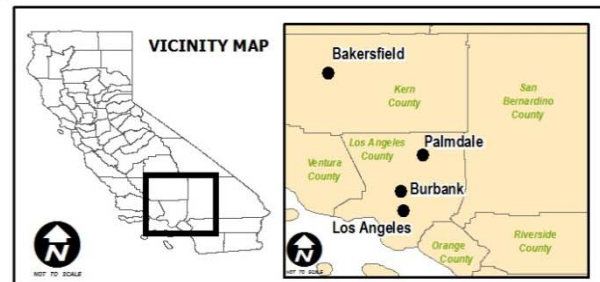 VICINITY MAP
N
NOT TO SCALE
Bakersfield
Kern
County
San
Bernardino
County
Los Angeles
County
Palmdale
Ventura
County
Burbank
Los Angeles
Orange
County
Riverside
County
N
NOT TO SCALE